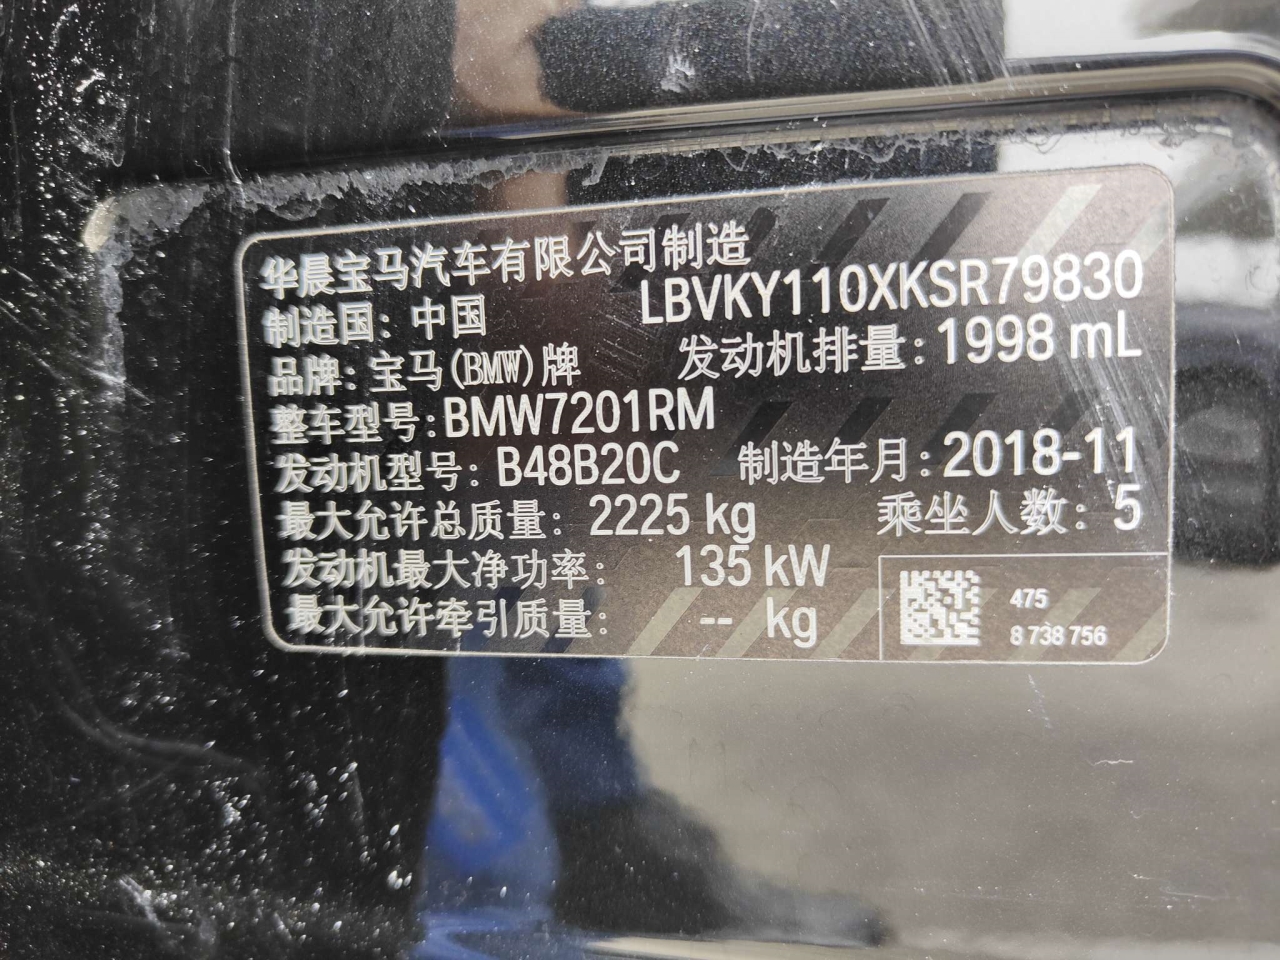 华晨宝马汽车有限公司制造
制造国：中国 LBVKY110XKSR79830
品牌：宝马(BMW)牌 发动机排量：1998 mL
整车型号：BMW7201RM
发动机型号：B48B20C 制造年月：2018-11
最大允许总质量：2225 kg 乘坐人数：5
发动机最大净功率：135 kW
最大允许牵引质量：-- kg
475
8 738 756